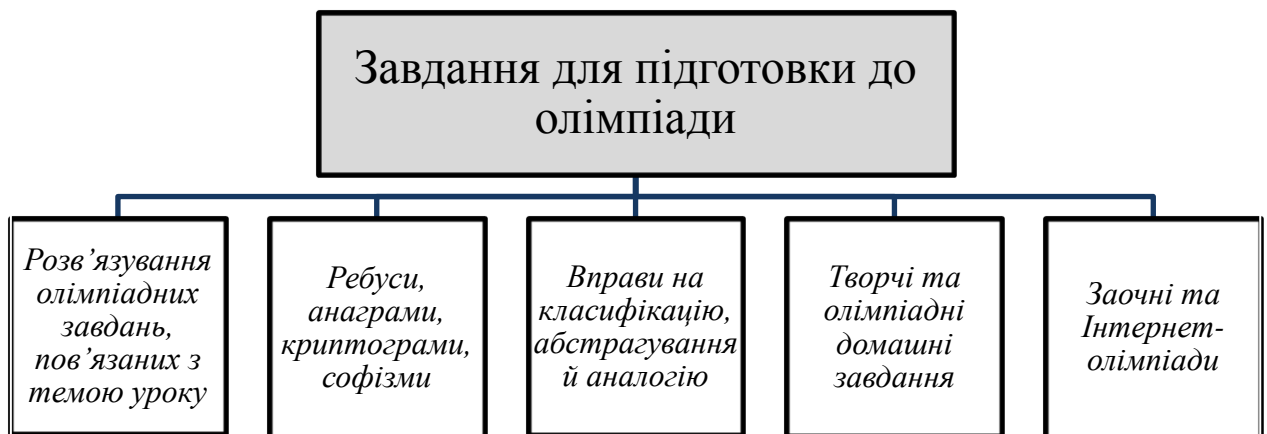 Завдання для підготовки до
олімпіади
Розв’язування
олімпіадних
завдань,
пов’язаних з
темою уроку
Ребуси,
анаграми,
криптограми,
софізми
Вправи на
класифікацію,
абстрагування
й аналогію
Творчі та
олімпіадні
домашні
завдання
Заочні та
Інтернет-
олімпіади